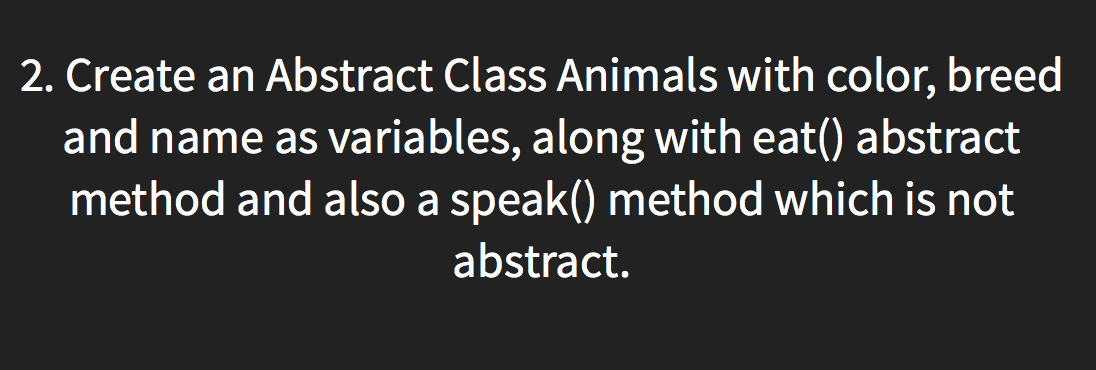 2. Create an Abstract Class Animals with color, breed
and name as variables, along with eat() abstract
method and also a speak() method which is not
abstract.